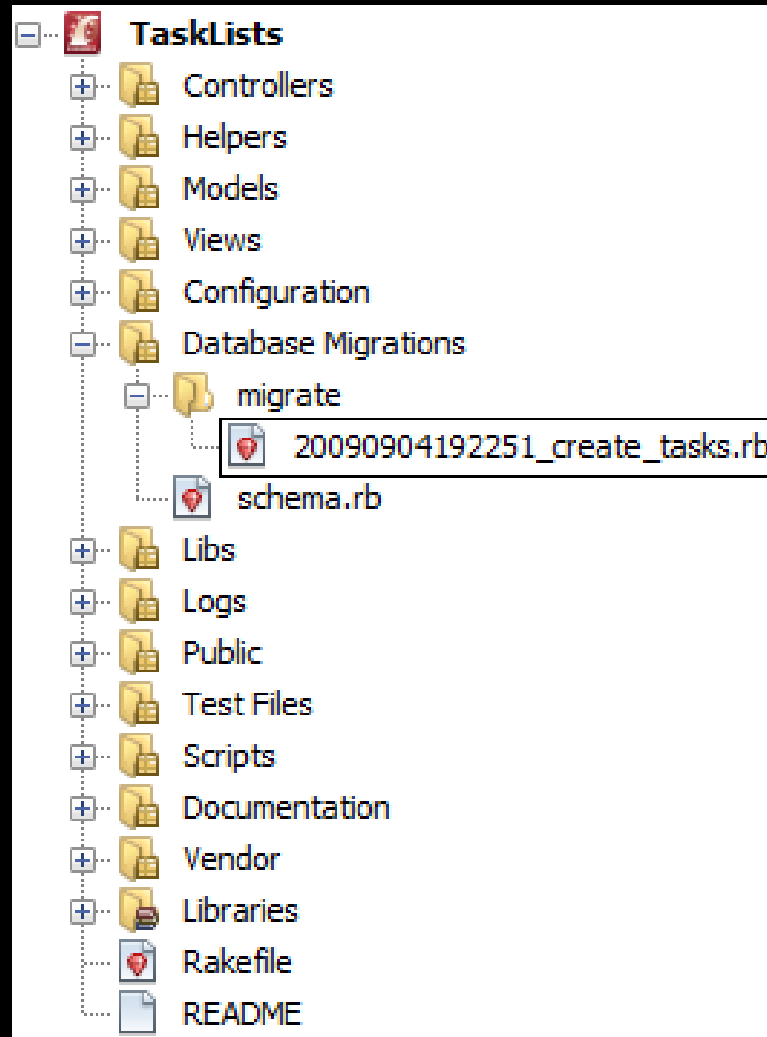 TaskLists
Controllers
Helpers
Models
Views
Configuration
Database Migrations
migrate
20090904192251_create_tasks.rb
schema.rb
Libs
Logs
Public
Test Files
Scripts
Documentation
Vendor
Libraries
Rakefile
README